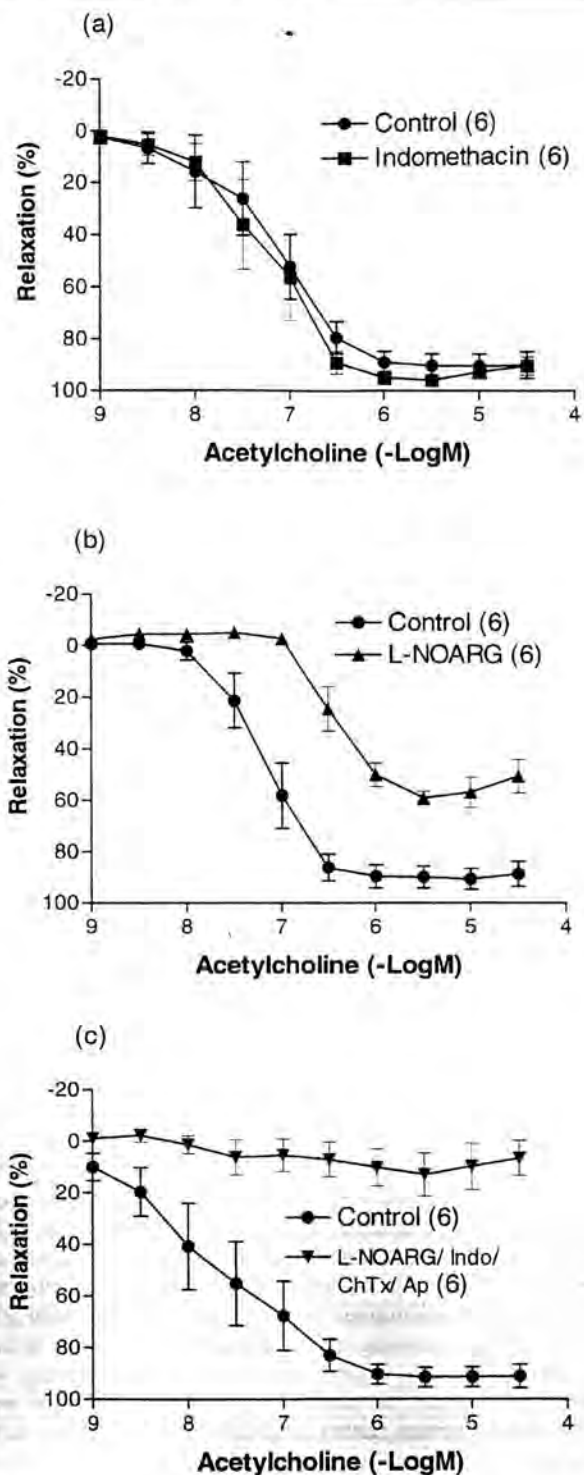 (a)
-20
0
20
40
60
80
100
Relaxation (%)
Control (6)
Indomethacin (6)
9 8 7 6 5 4
Acetylcholine (-LogM)
(b)
-20
0
20
40
60
80
100
Relaxation (%)
Control (6)
L-NOARG (6)
9 8 7 6 5 4
Acetylcholine (-LogM)
(c)
-20
0
20
40
60
80
100
Relaxation (%)
Control (6)
L-NOARG/ Indo/
ChTx/ Ap (6)
9 8 7 6 5 4
Acetylcholine (-LogM)